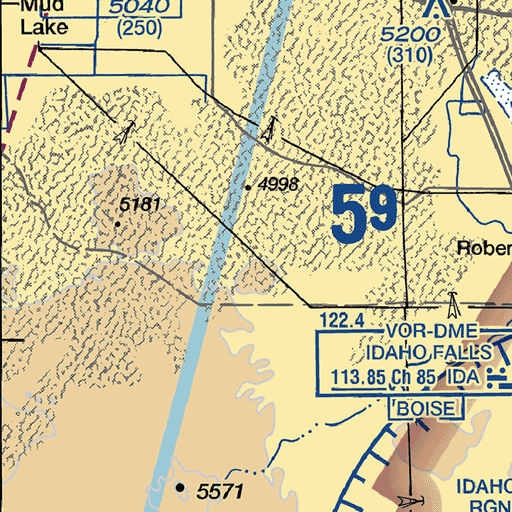 Mud
Lake
5040
(250)
5200
(310)
4998
5181
59
Rober
122.4
VOR-DME
IDAHO FALLS
113.85 Ch 85 IDA
BOISE
5571
IDAHO
RGN